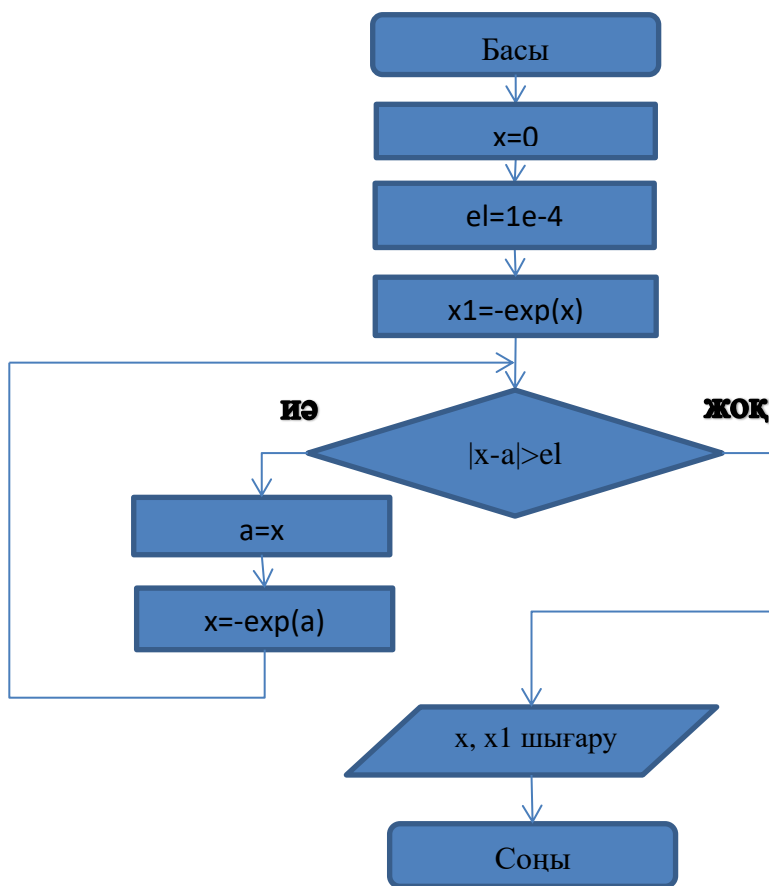 Басы
x=0
el=1e-4
x1=-exp(x)
иә
жоқ
|x-a|>el
a=x
x=-exp(a)
x, x1 шығару
Соңы